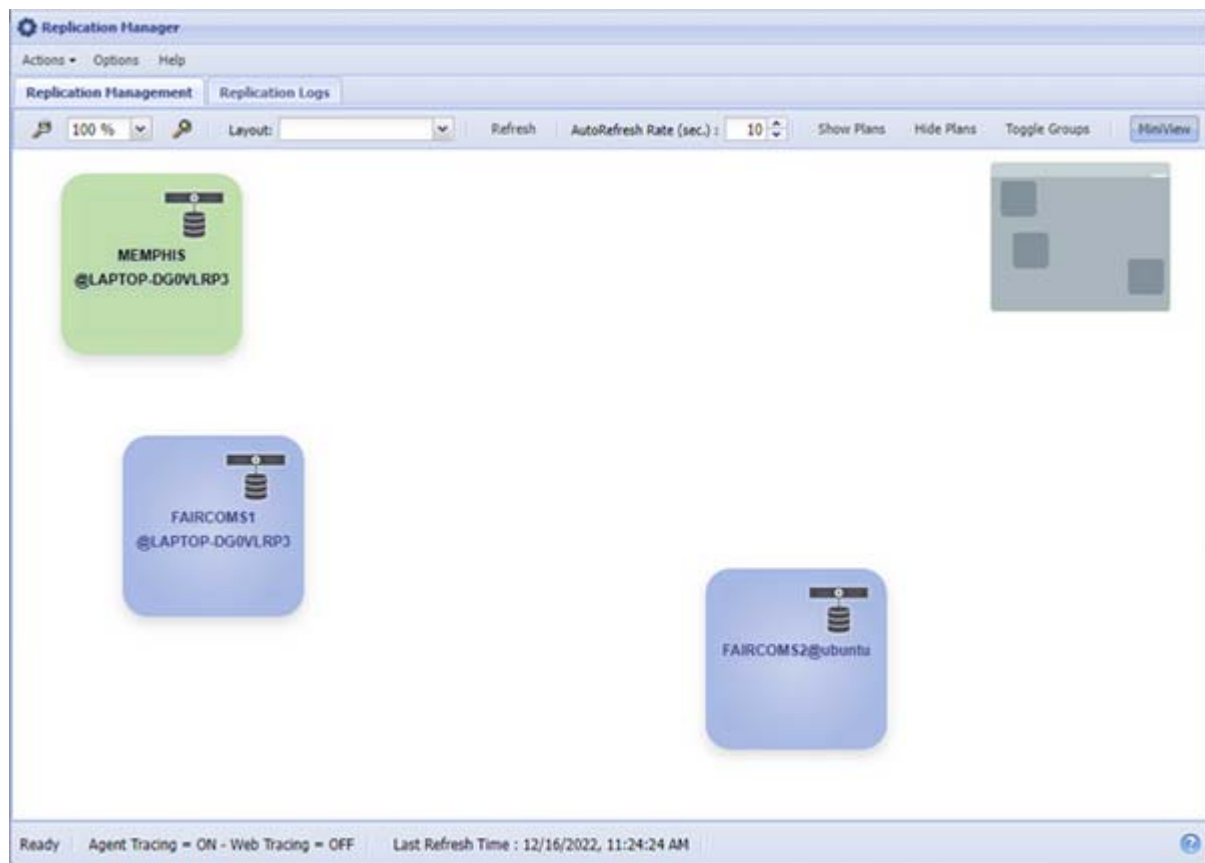 Replication Manager
Actions Options Help
Replication Management Replication Logs
100 % Layout: Refresh AutoRefresh Rate (sec.) : 10 Show Plans Hide Plans Toggle Groups MiniView
MEMPHIS
@LAPTOP-DG0VLRP3
FAIRCOMS1
@LAPTOP-DG0VLRP3
FAIRCOMS2@ubuntu
Ready Agent Tracing = ON - Web Tracing = OFF Last Refresh Time : 12/16/2022, 11:24:24 AM